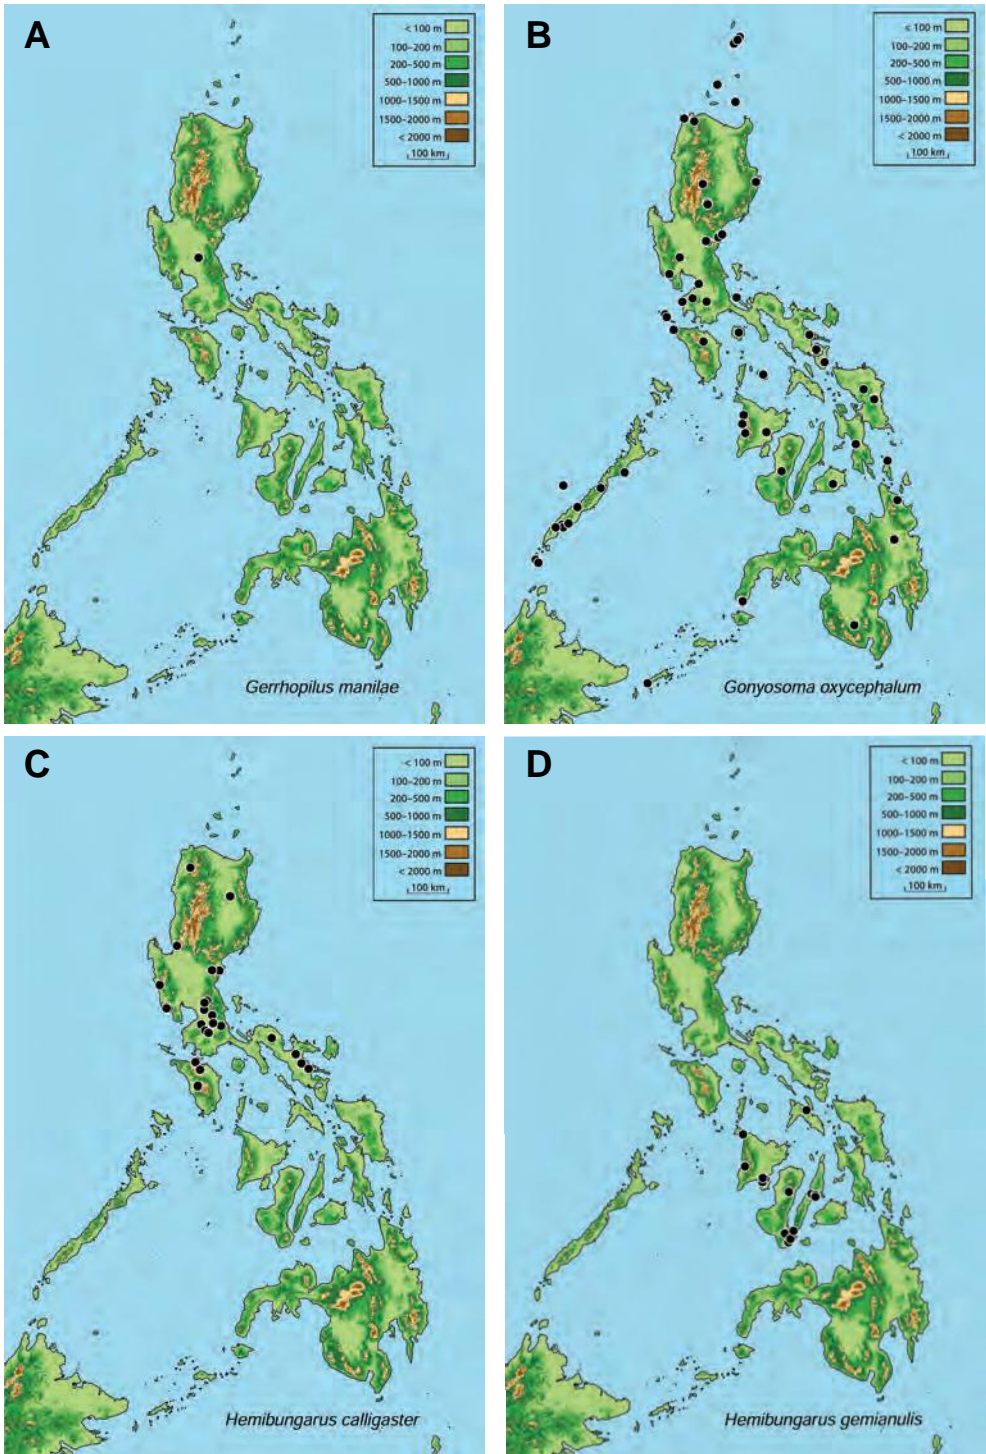 A
< 100 m
100–200 m
200–500 m
500–1000 m
1000–1500 m
1500–2000 m
< 2000 m
100 km
Gerrhopilus manilae
B
< 100 m
100–200 m
200–500 m
500–1000 m
1000–1500 m
1500–2000 m
< 2000 m
100 km
Gonyosoma oxycephalum
C
< 100 m
100–200 m
200–500 m
500–1000 m
1000–1500 m
1500–2000 m
< 2000 m
100 km
Hemibungarus calligaster
D
< 100 m
100–200 m
200–500 m
500–1000 m
1000–1500 m
1500–2000 m
< 2000 m
100 km
Hemibungarus gemianulis